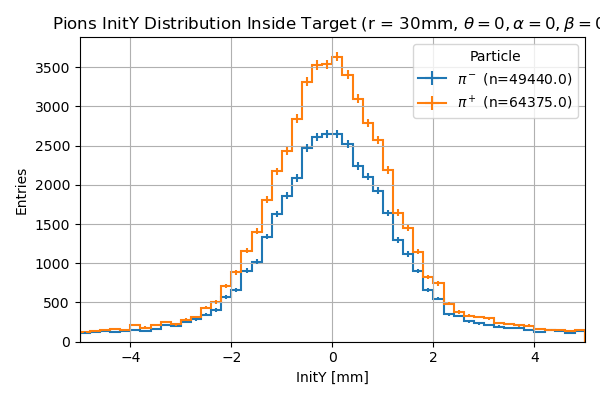 Pions InitY Distribution Inside Target (r = 30mm, θ = 0, α = 0, β = 0
Particle
π⁻ (n=49440.0)
π⁺ (n=64375.0)
Entries
3500
3000
2500
2000
1500
1000
500
0
−4 −2 0 2 4
InitY [mm]